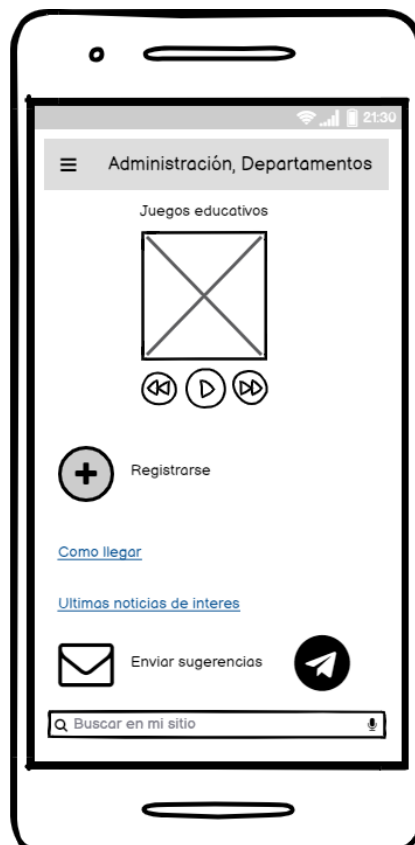 21:30
Administración, Departamentos
Juegos educativos
Registrarse
Como llegar
Ultimas noticias de interes
Enviar sugerencias
Buscar en mi sitio